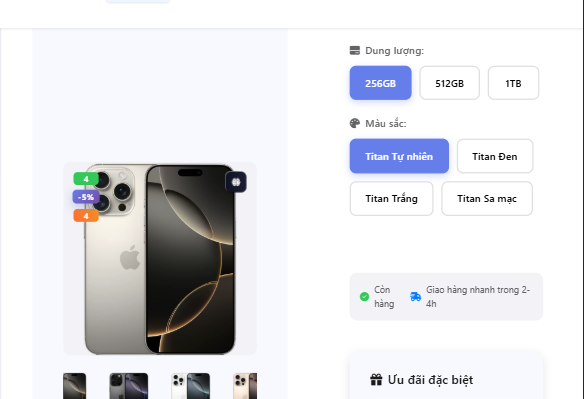 Dung lượng:
256GB 512GB 1TB
Màu sắc:
Titan Tự nhiên Titan Đen
Titan Trắng Titan Sa mạc
4
-5%
4
Còn hàng
Giao hàng nhanh trong 2-
4h
Ưu đãi đặc biệt